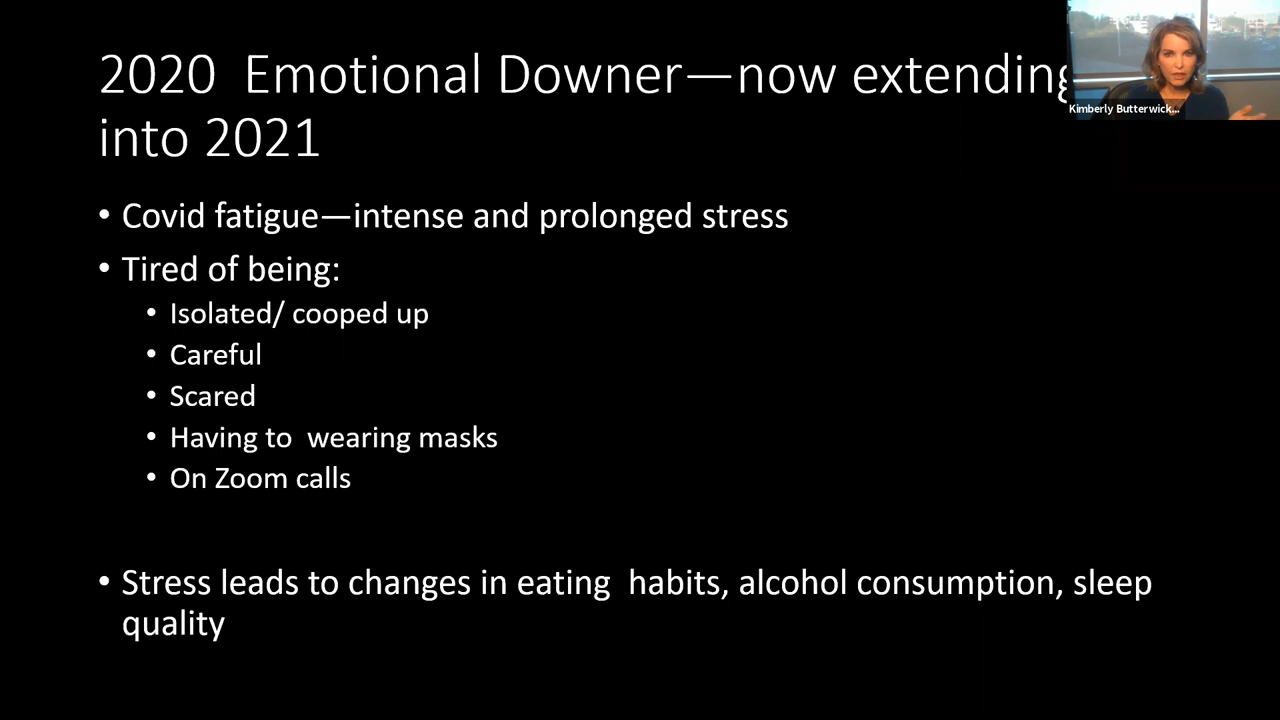 2020  Emotional Downer—now extending
into 2021
Kimberly Butterwick...
• Covid fatigue—intense and prolonged stress
• Tired of being:
• Isolated/ cooped up
• Careful
• Scared
• Having to  wearing masks
• On Zoom calls
• Stress leads to changes in eating  habits, alcohol consumption, sleep
quality